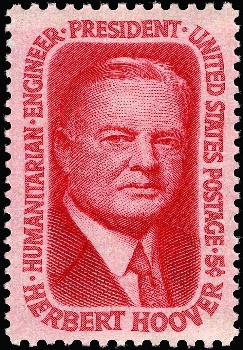 HUMANITARIAN · ENGINEER · PRESIDENT · UNITED STATES POSTAGE · 5¢
HERBERT HOOVER